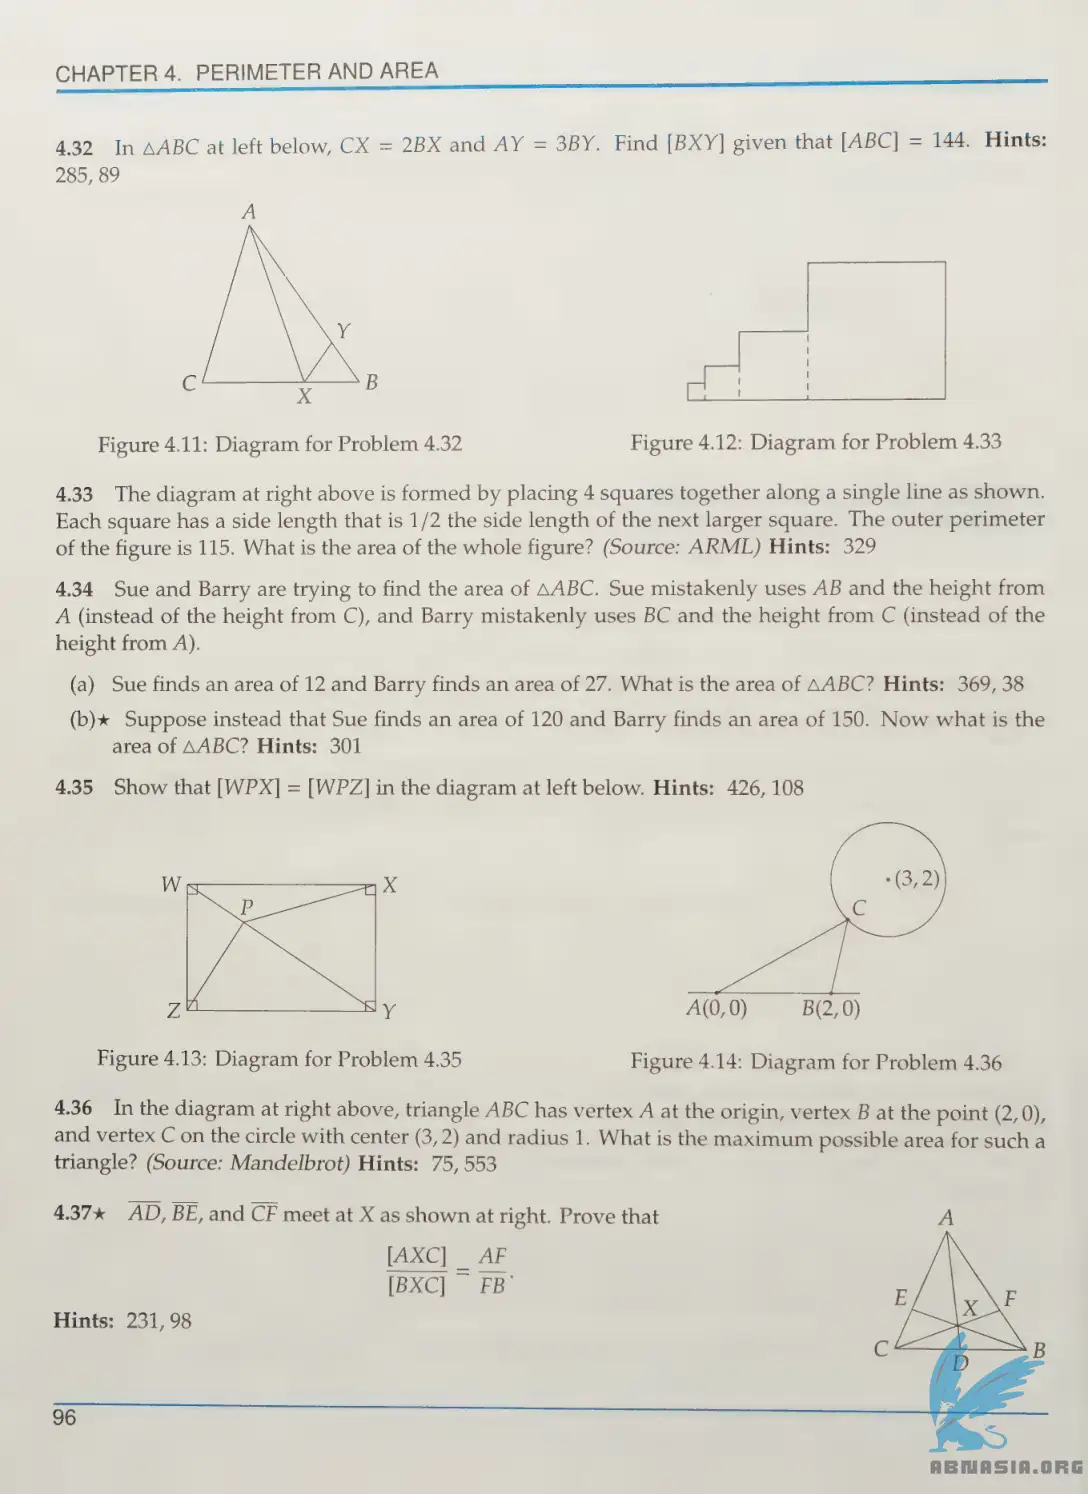 CHAPTER 4. PERIMETER AND AREA
4.32 In △ABC at left below, CX = 2BX and AY = 3BY. Find [BXY] given that [ABC] = 144. Hints:
285, 89
A
Y
C
X
B
Figure 4.11: Diagram for Problem 4.32
Figure 4.12: Diagram for Problem 4.33
4.33 The diagram at right above is formed by placing 4 squares together along a single line as shown.
Each square has a side length that is 1/2 the side length of the next larger square. The outer perimeter
of the figure is 115. What is the area of the whole figure? (Source: ARML) Hints: 329
4.34 Sue and Barry are trying to find the area of △ABC. Sue mistakenly uses AB and the height from
A (instead of the height from C), and Barry mistakenly uses BC and the height from C (instead of the
height from A).
(a) Sue finds an area of 12 and Barry finds an area of 27. What is the area of △ABC? Hints: 369, 38
(b)★ Suppose instead that Sue finds an area of 120 and Barry finds an area of 150. Now what is the
area of △ABC? Hints: 301
4.35 Show that [WPX] = [WPZ] in the diagram at left below. Hints: 426, 108
W
X
P
Z
Y
(3, 2)
C
A(0, 0)
B(2, 0)
Figure 4.13: Diagram for Problem 4.35
Figure 4.14: Diagram for Problem 4.36
4.36 In the diagram at right above, triangle ABC has vertex A at the origin, vertex B at the point (2, 0),
and vertex C on the circle with center (3, 2) and radius 1. What is the maximum possible area for such a
triangle? (Source: Mandelbrot) Hints: 75, 553
4.37★ AD, BE, and CF meet at X as shown at right. Prove that
[AXC] / [BXC] = AF / FB.
Hints: 231, 98
A
E
X
F
C
D
B
96
ABNASIA.ORG